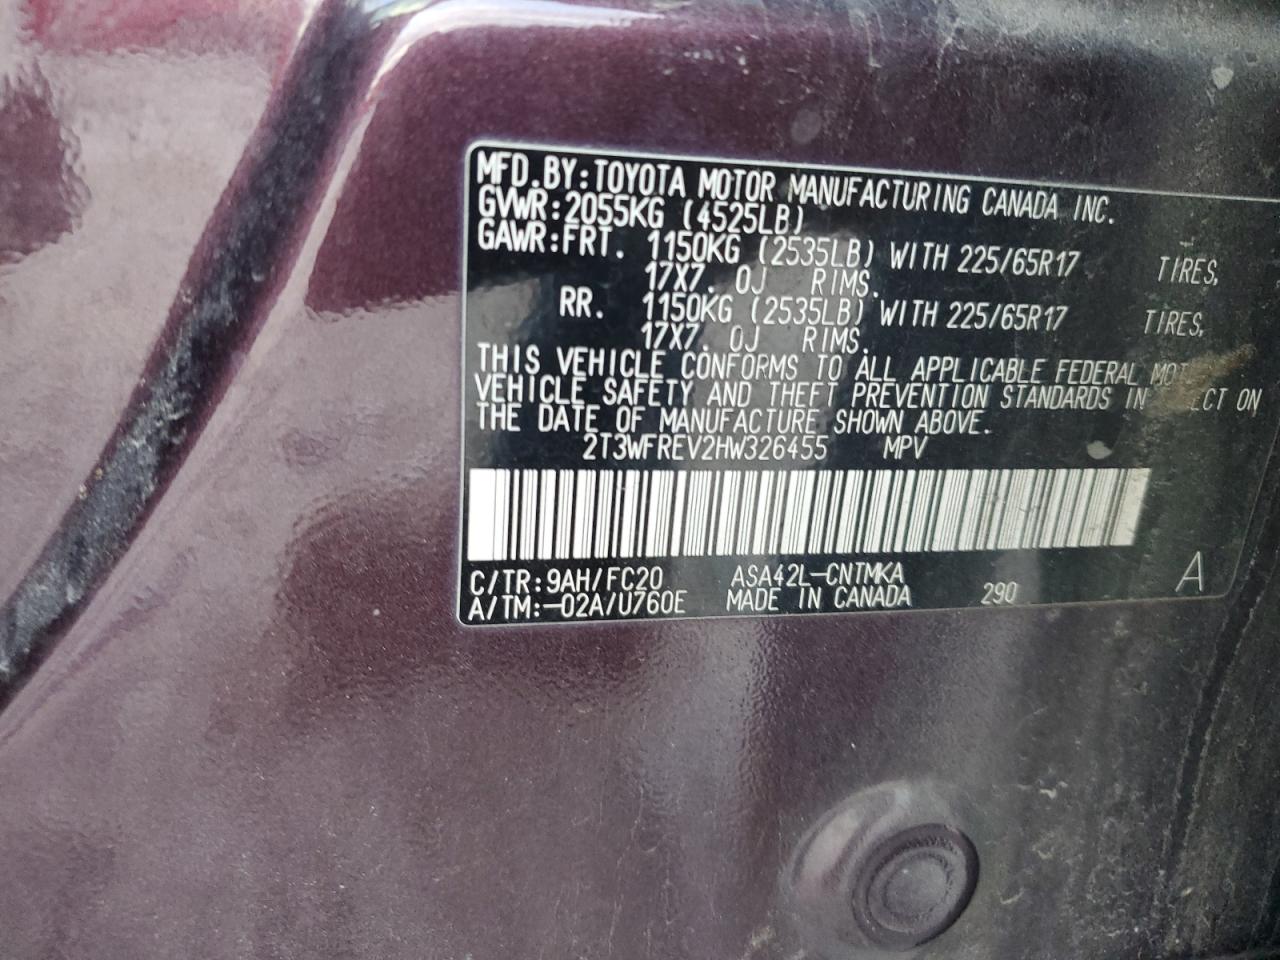 MFD. BY: TOYOTA MOTOR MANUFACTURING CANADA INC.
GVWR: 2055KG (4525LB)
GAWR: FRT. 1150KG (2535LB) WITH 225/65R17 TIRES,
17X7. 0J RIMS.
RR. 1150KG (2535LB) WITH 225/65R17 TIRES,
17X7. 0J RIMS.
THIS VEHICLE CONFORMS TO ALL APPLICABLE FEDERAL
VEHICLE SAFETY AND THEFT PREVENTION STANDARDS IN ON
THE DATE OF MANUFACTURE SHOWN ABOVE.
2T3WFREV2HW326455 MPV
C/TR: 9AH/FC20 ASA42L-CNTMKA
A/TM: -02A/U760E MADE IN CANADA 290 A